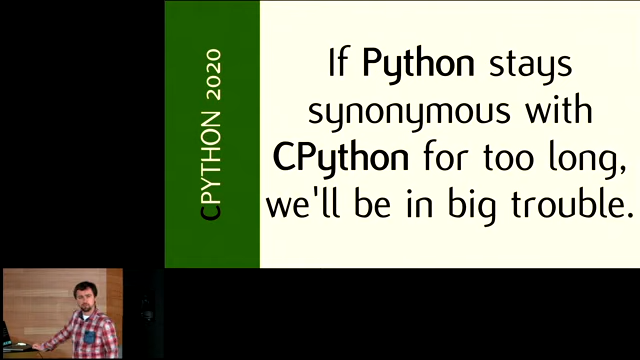 CPYTHON 2020
If Python stays
synonymous with
CPython for too long,
we'll be in big trouble.